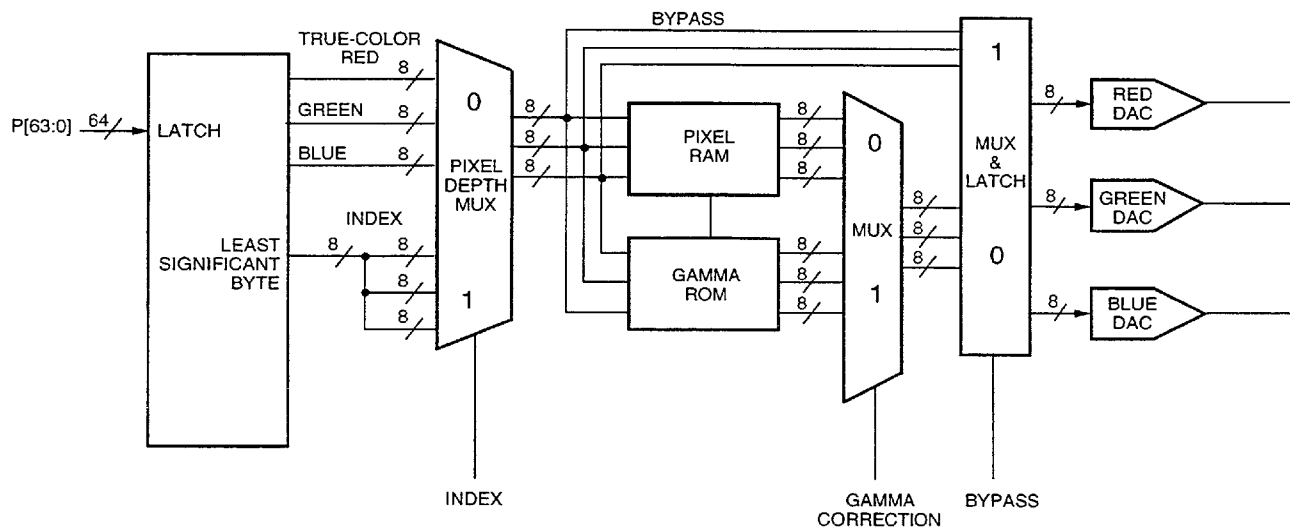 BYPASS
TRUE-COLOR
RED
8
GREEN
8
BLUE
8
P[63:0]
64
LATCH
INDEX
8
8
8
8
LEAST
SIGNIFICANT
BYTE
0
PIXEL
DEPTH
MUX
1
INDEX
8
8
8
PIXEL
RAM
8
8
8
GAMMA
ROM
8
8
8
0
MUX
1
GAMMA
CORRECTION
8
8
8
1
MUX
&
LATCH
0
BYPASS
8
RED
DAC
8
GREEN
DAC
8
BLUE
DAC